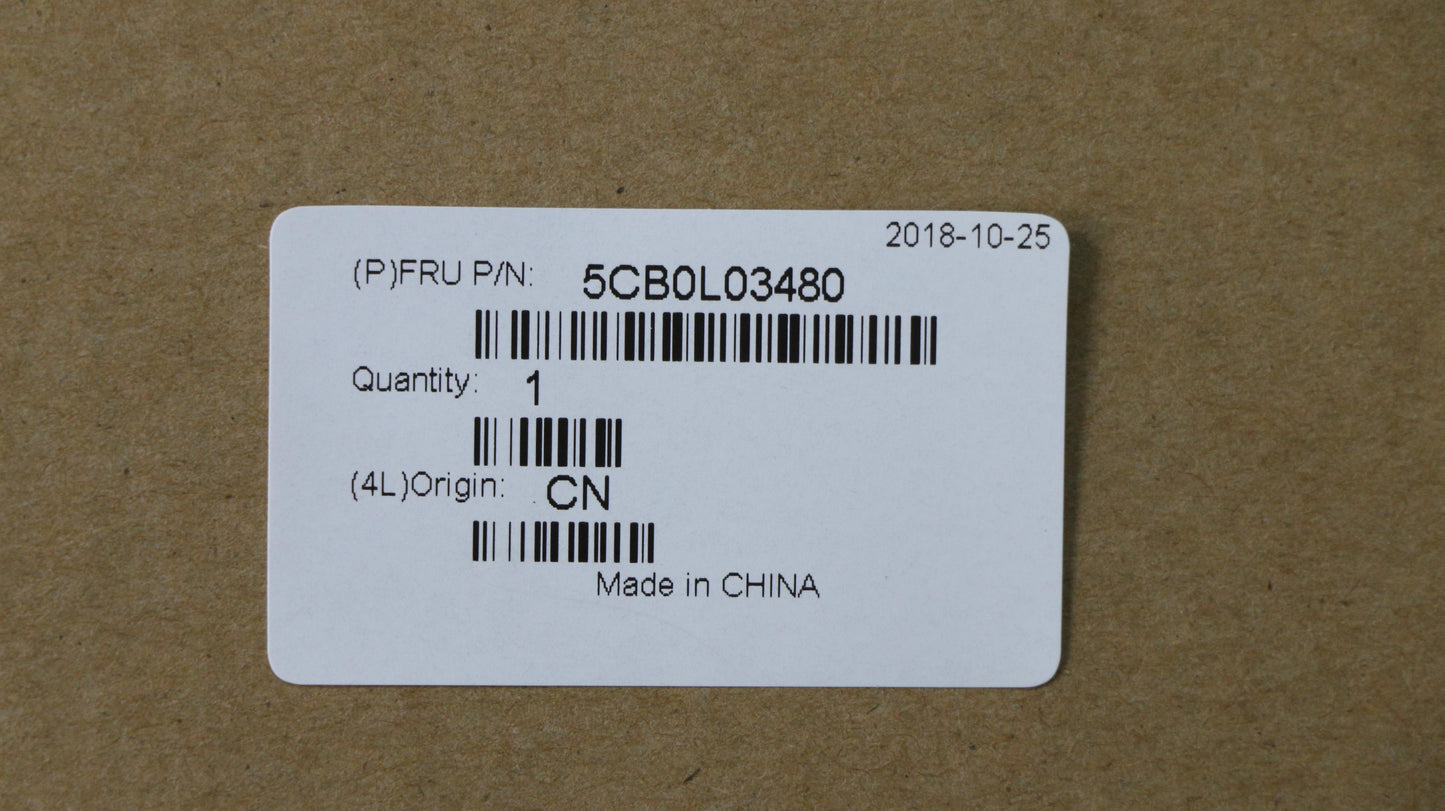 2018-10-25
(P)FRU P/N: 5CB0L03480
Quantity: 1
(4L)Origin: CN
Made in CHINA